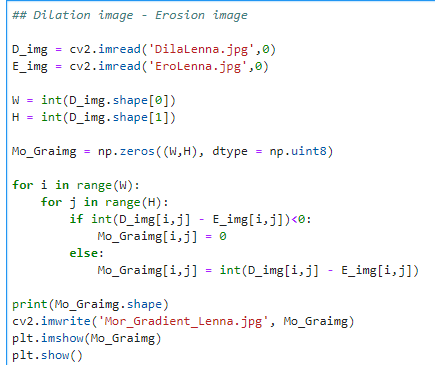 ## Dilation image - Erosion image
D_img = cv2.imread('DilaLenna.jpg',0)
E_img = cv2.imread('EroLenna.jpg',0)
W = int(D_img.shape[0])
H = int(D_img.shape[1])
Mo_Graimg = np.zeros((W,H), dtype = np.uint8)
for i in range(W):
    for j in range(H):
        if int(D_img[i,j] - E_img[i,j])<0:
            Mo_Graimg[i,j] = 0
        else:
            Mo_Graimg[i,j] = int(D_img[i,j] - E_img[i,j])
print(Mo_Graimg.shape)
cv2.imwrite('Mor_Gradient_Lenna.jpg', Mo_Graimg)
plt.imshow(Mo_Graimg)
plt.show()